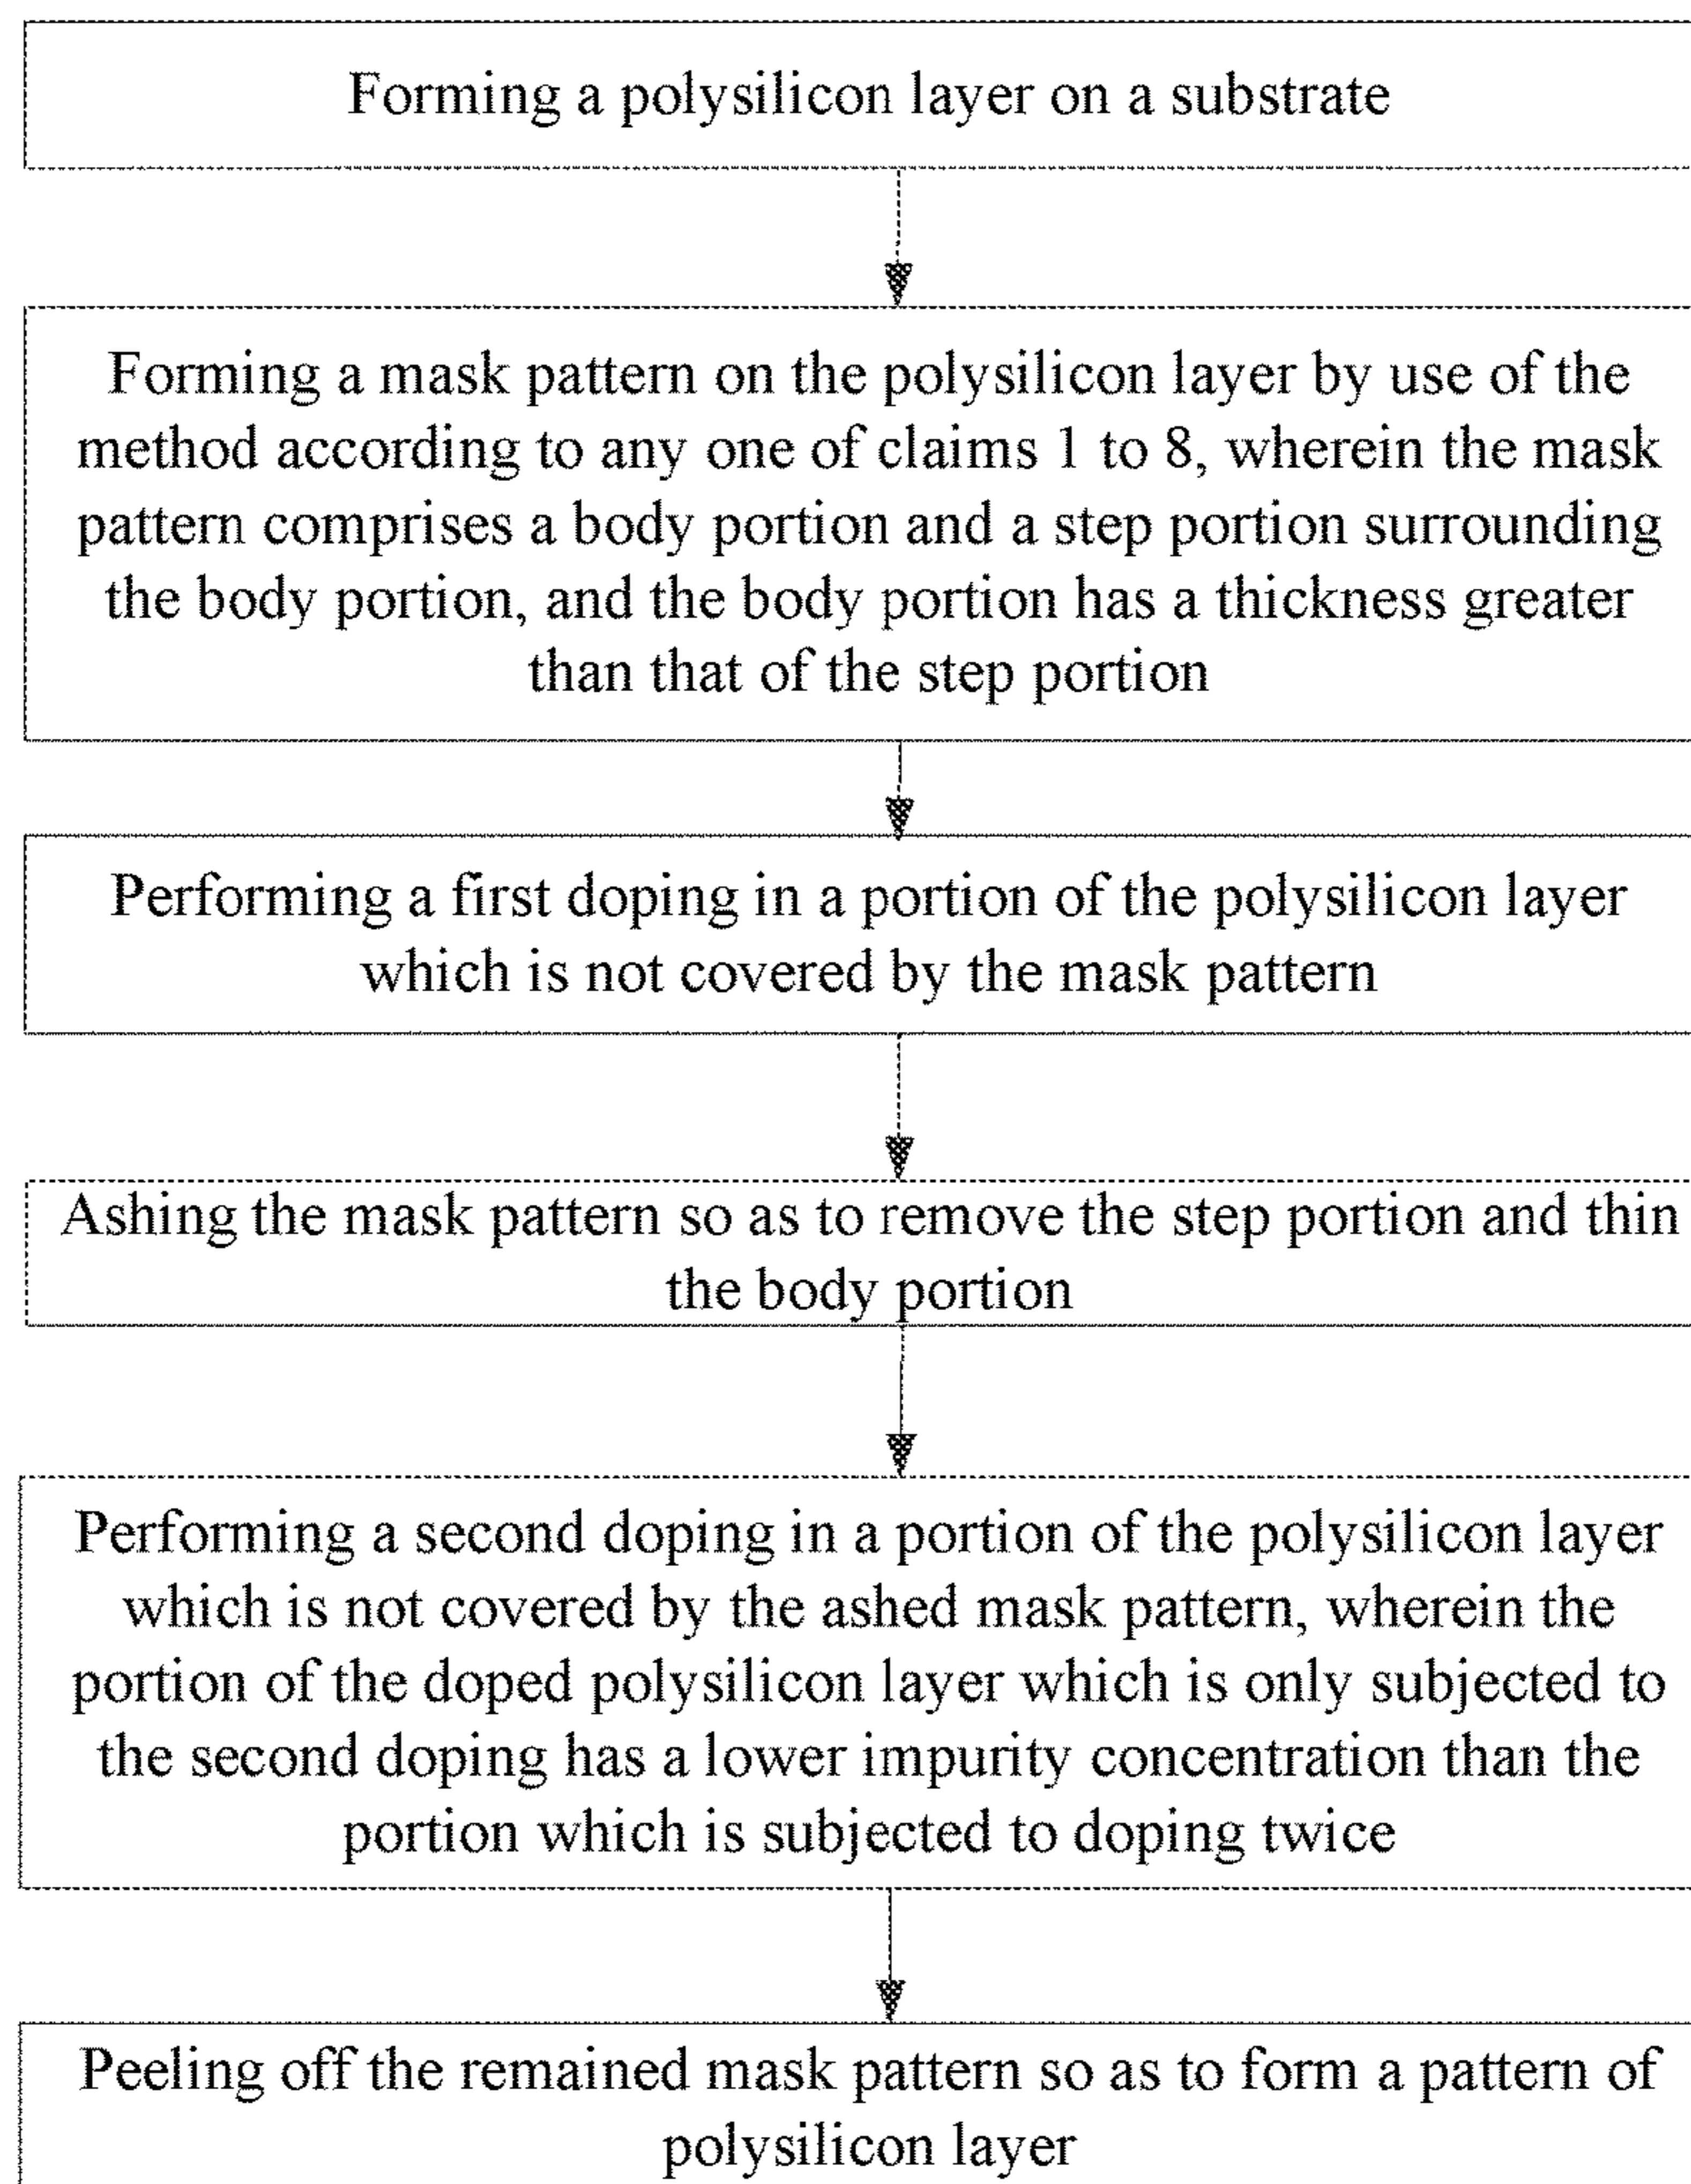 Forming a polysilicon layer on a substrate
Forming a mask pattern on the polysilicon layer by use of the
method according to any one of claims 1 to 8, wherein the mask
pattern comprises a body portion and a step portion surrounding
the body portion, and the body portion has a thickness greater
than that of the step portion
Performing a first doping in a portion of the polysilicon layer
which is not covered by the mask pattern
Ashing the mask pattern so as to remove the step portion and thin
the body portion
Performing a second doping in a portion of the polysilicon layer
which is not covered by the ashed mask pattern, wherein the
portion of the doped polysilicon layer which is only subjected to
the second doping has a lower impurity concentration than the
portion which is subjected to doping twice
Peeling off the remained mask pattern so as to form a pattern of
polysilicon layer